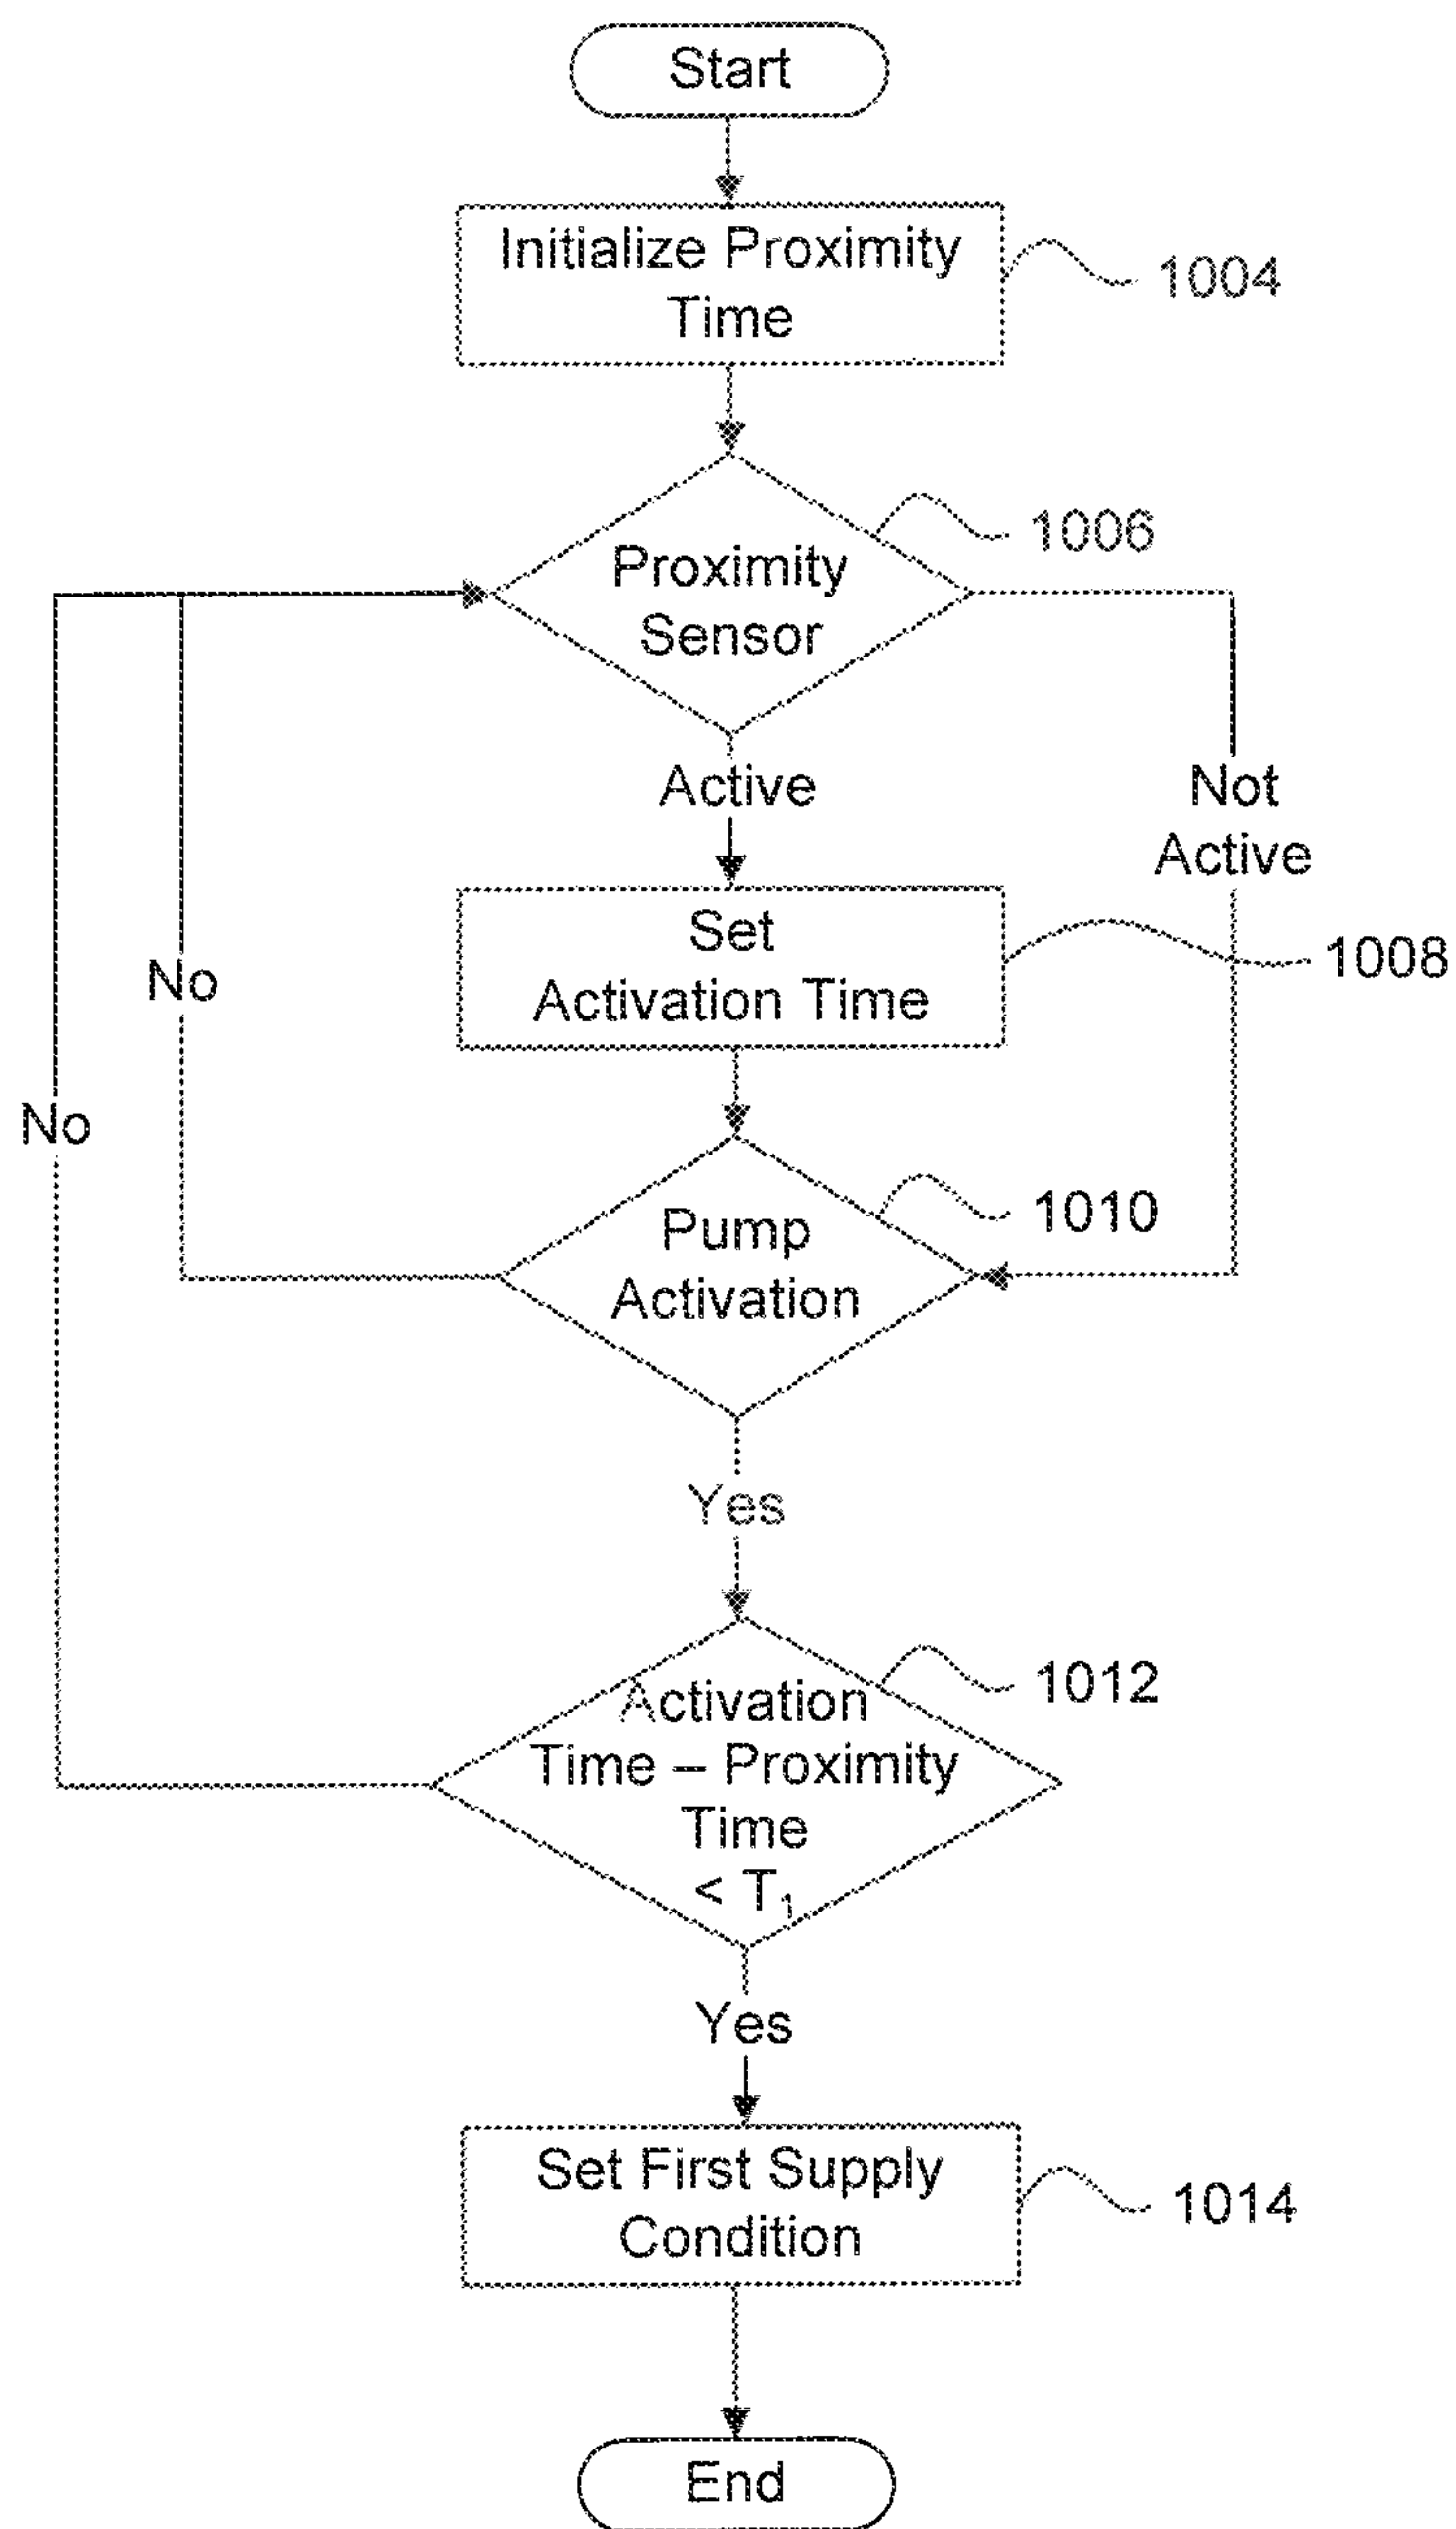 Start
Initialize Proximity
Time
1004
1006
Proximity
Sensor
Active
Not
Active
Set
Activation Time
1008
No
No
1010
Pump
Activation
Yes
1012
Activation
Time – Proximity
Time
< T₁
Yes
Set First Supply
Condition
1014
End